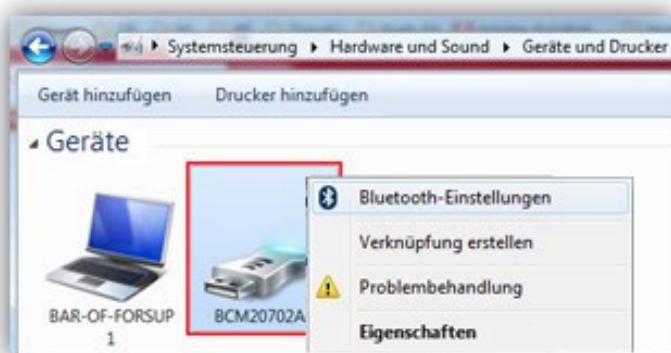 Systemsteuerung ▸ Hardware und Sound ▸ Geräte und Drucker
Gerät hinzufügen Drucker hinzufügen
Geräte
Bluetooth-Einstellungen
Verknüpfung erstellen
Problembehandlung
Eigenschaften
BAR-OF-FORSUP
1
BCM20702A